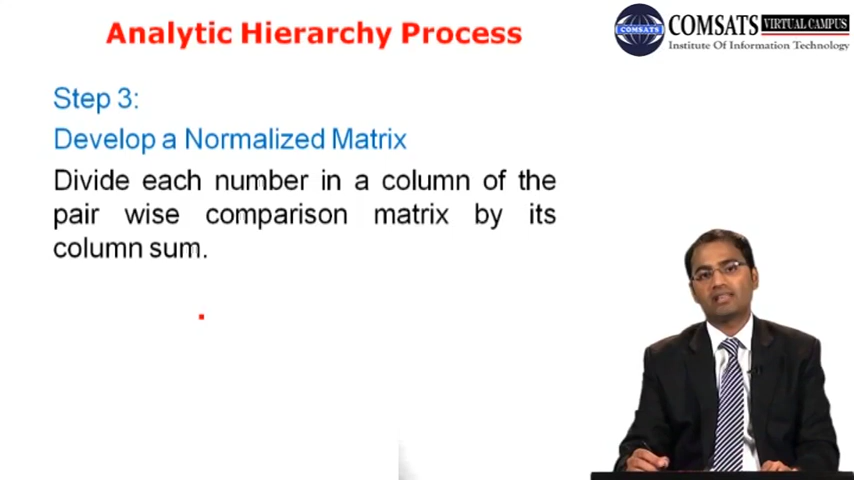 Analytic Hierarchy Process
COMSATS
COMSATS VIRTUAL CAMPUS
Institute Of Information Technology
Step 3:
Develop a Normalized Matrix
Divide each number in a column of the
pair wise comparison matrix by its
column sum.